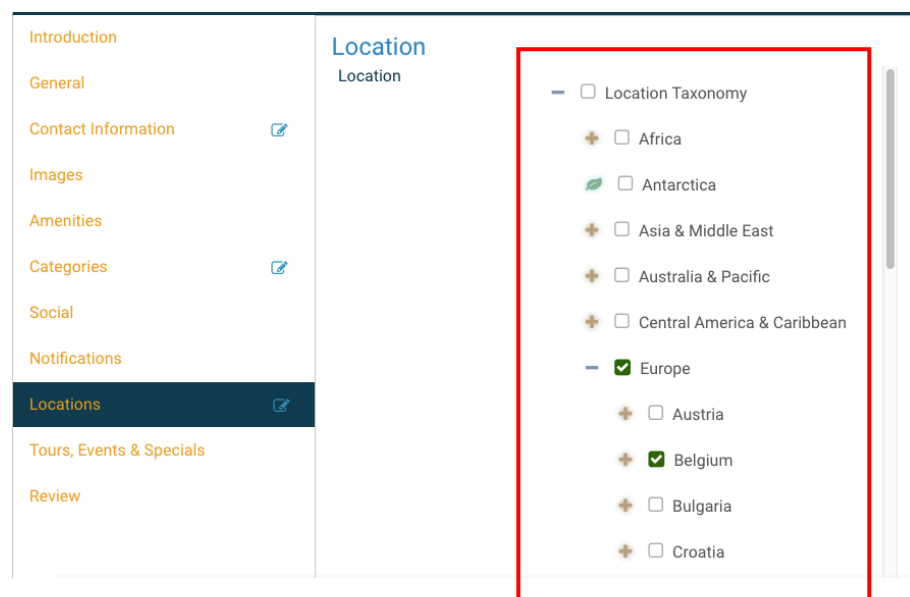 Introduction
General
Contact Information
Images
Amenities
Categories
Social
Notifications
Locations
Tours, Events & Specials
Review
Location
Location
Location Taxonomy
Africa
Antarctica
Asia & Middle East
Australia & Pacific
Central America & Caribbean
Europe
Austria
Belgium
Bulgaria
Croatia